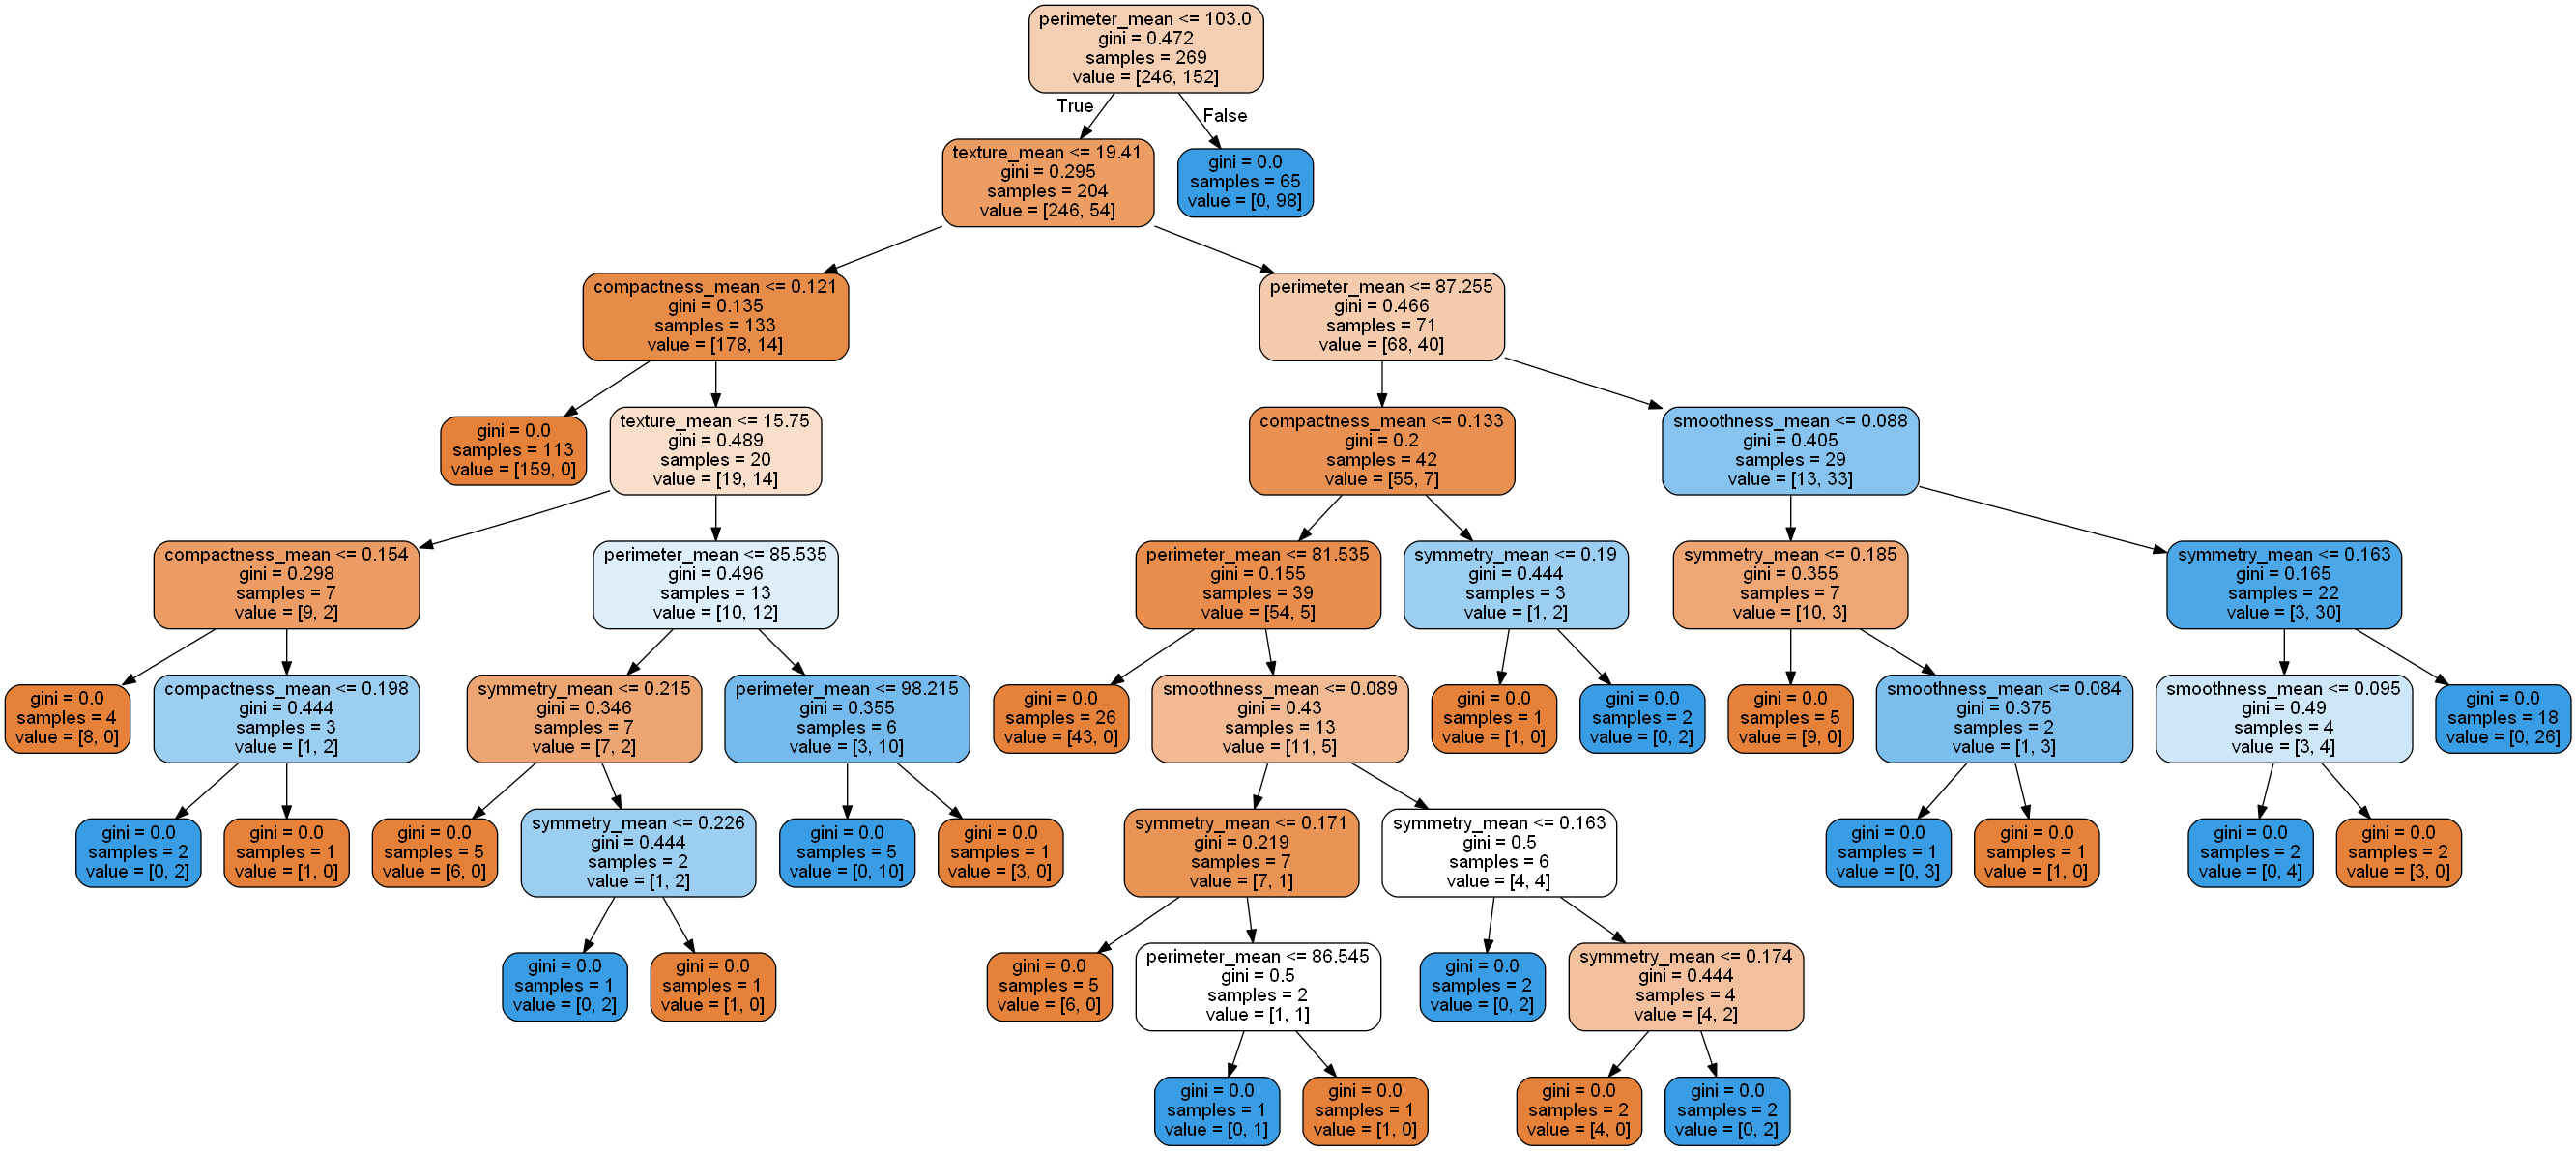 perimeter_mean <= 103.0
gini = 0.472
samples = 269
value = [246, 152]
True
False
texture_mean <= 19.41
gini = 0.295
samples = 204
value = [246, 54]
gini = 0.0
samples = 65
value = [0, 98]
compactness_mean <= 0.121
gini = 0.135
samples = 133
value = [178, 14]
perimeter_mean <= 87.255
gini = 0.466
samples = 71
value = [68, 40]
gini = 0.0
samples = 113
value = [159, 0]
texture_mean <= 15.75
gini = 0.489
samples = 20
value = [19, 14]
compactness_mean <= 0.133
gini = 0.2
samples = 42
value = [55, 7]
smoothness_mean <= 0.088
gini = 0.405
samples = 29
value = [13, 33]
compactness_mean <= 0.154
gini = 0.298
samples = 7
value = [9, 2]
perimeter_mean <= 85.535
gini = 0.496
samples = 13
value = [10, 12]
perimeter_mean <= 81.535
gini = 0.155
samples = 39
value = [54, 5]
symmetry_mean <= 0.19
gini = 0.444
samples = 3
value = [1, 2]
symmetry_mean <= 0.185
gini = 0.355
samples = 7
value = [10, 3]
symmetry_mean <= 0.163
gini = 0.165
samples = 22
value = [3, 30]
gini = 0.0
samples = 4
value = [8, 0]
compactness_mean <= 0.198
gini = 0.444
samples = 3
value = [1, 2]
symmetry_mean <= 0.215
gini = 0.346
samples = 7
value = [7, 2]
perimeter_mean <= 98.215
gini = 0.355
samples = 6
value = [3, 10]
gini = 0.0
samples = 26
value = [43, 0]
smoothness_mean <= 0.089
gini = 0.43
samples = 13
value = [11, 5]
gini = 0.0
samples = 1
value = [1, 0]
gini = 0.0
samples = 2
value = [0, 2]
gini = 0.0
samples = 5
value = [9, 0]
smoothness_mean <= 0.084
gini = 0.375
samples = 2
value = [1, 3]
smoothness_mean <= 0.095
gini = 0.49
samples = 4
value = [3, 4]
gini = 0.0
samples = 18
value = [0, 26]
gini = 0.0
samples = 2
value = [0, 2]
gini = 0.0
samples = 1
value = [1, 0]
gini = 0.0
samples = 5
value = [6, 0]
symmetry_mean <= 0.226
gini = 0.444
samples = 2
value = [1, 2]
gini = 0.0
samples = 5
value = [0, 10]
gini = 0.0
samples = 1
value = [3, 0]
symmetry_mean <= 0.171
gini = 0.219
samples = 7
value = [7, 1]
symmetry_mean <= 0.163
gini = 0.5
samples = 6
value = [4, 4]
gini = 0.0
samples = 1
value = [0, 3]
gini = 0.0
samples = 1
value = [1, 0]
gini = 0.0
samples = 2
value = [0, 4]
gini = 0.0
samples = 2
value = [3, 0]
gini = 0.0
samples = 1
value = [0, 2]
gini = 0.0
samples = 1
value = [1, 0]
gini = 0.0
samples = 5
value = [6, 0]
perimeter_mean <= 86.545
gini = 0.5
samples = 2
value = [1, 1]
gini = 0.0
samples = 2
value = [0, 2]
symmetry_mean <= 0.174
gini = 0.444
samples = 4
value = [4, 2]
gini = 0.0
samples = 1
value = [0, 1]
gini = 0.0
samples = 1
value = [1, 0]
gini = 0.0
samples = 2
value = [4, 0]
gini = 0.0
samples = 2
value = [0, 2]